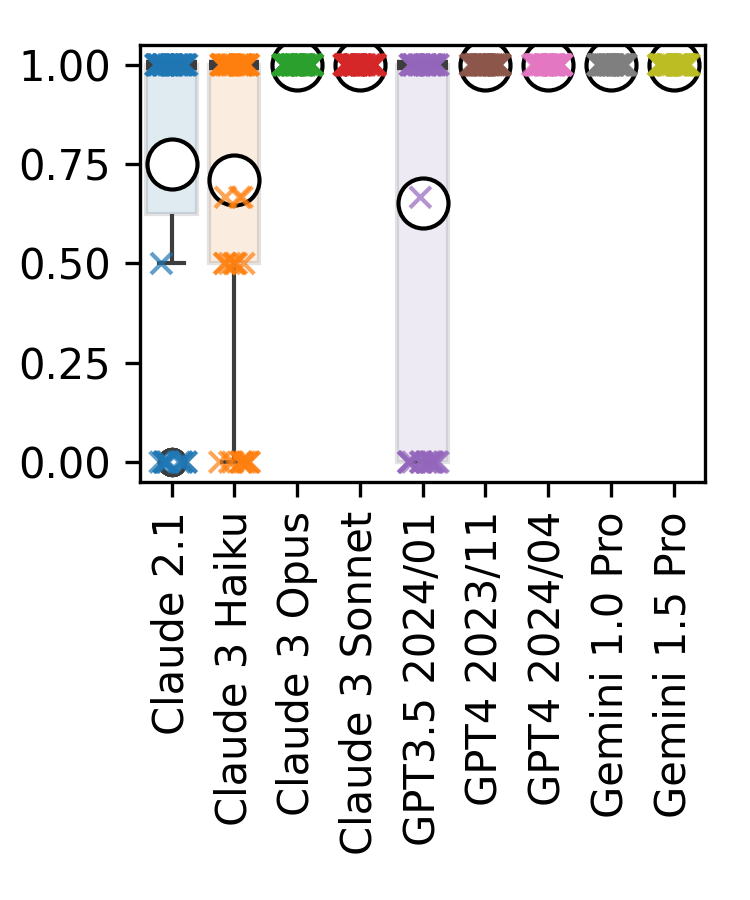 1.00
0.75
0.50
0.25
0.00
Claude 2.1
Claude 3 Haiku
Claude 3 Opus
Claude 3 Sonnet
GPT3.5 2024/01
GPT4 2023/11
GPT4 2024/04
Gemini 1.0 Pro
Gemini 1.5 Pro